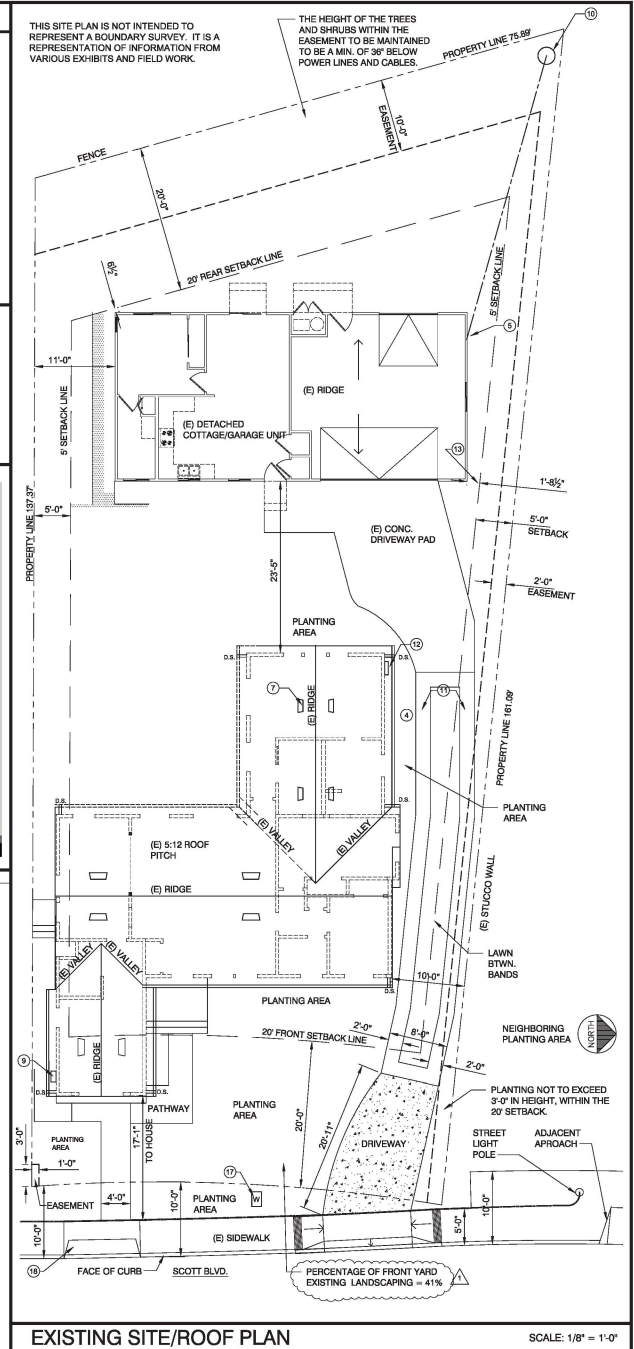 THIS SITE PLAN IS NOT INTENDED TO
REPRESENT A BOUNDARY SURVEY. IT IS A
REPRESENTATION OF INFORMATION FROM
VARIOUS EXHIBITS AND FIELD WORK.
THE HEIGHT OF THE TREES
AND SHRUBS WITHIN THE
EASEMENT TO BE MAINTAINED
TO BE A MIN. OF 36" BELOW
POWER LINES AND CABLES.
10
PROPERTY LINE 75.89'
10'-0"
EASEMENT
FENCE
20'-0"
20' REAR SETBACK LINE
6½"
5' SETBACK LINE
5
11'-0"
5' SETBACK LINE
(E) RIDGE
(E) DETACHED
COTTAGE/GARAGE UNIT
13
1'-8½"
PROPERTY LINE 137.37'
5'-0"
(E) CONC.
DRIVEWAY PAD
5'-0"
SETBACK
23'-5"
2'-0"
EASEMENT
PLANTING
AREA
D.S.
12
D.S.
7
(E) RIDGE
11
4
PROPERTY LINE 161.09'
PLANTING
AREA
D.S.
D.S.
(E) VALLEY
(E) VALLEY
(E) 5:12 ROOF
PITCH
(E) RIDGE
(E) STUCCO WALL
LAWN
BTWN.
BANDS
(E) VALLEY
(E) VALLEY
10'-0"
D.S.
PLANTING AREA
20' FRONT SETBACK LINE
2'-0"
8'-0"
2'-0"
NEIGHBORING
PLANTING AREA
NORTH
9
(E) RIDGE
D.S.
D.S.
PATHWAY
PLANTING
AREA
20'-0"
20'-11"
DRIVEWAY
PLANTING NOT TO EXCEED
3'-0" IN HEIGHT, WITHIN THE
20' SETBACK.
3'-0"
PLANTING
AREA
17'-1"
TO HOUSE
STREET
LIGHT
POLE
ADJACENT
APROACH
1'-0"
EASEMENT
4'-0"
10'-0"
PLANTING
AREA
17
W
10'-0"
5'-0"
10'-0"
(E) SIDEWALK
18
FACE OF CURB
SCOTT BLVD.
PERCENTAGE OF FRONT YARD
EXISTING LANDSCAPING = 41%
1
EXISTING SITE/ROOF PLAN
SCALE: 1/8" = 1'-0"